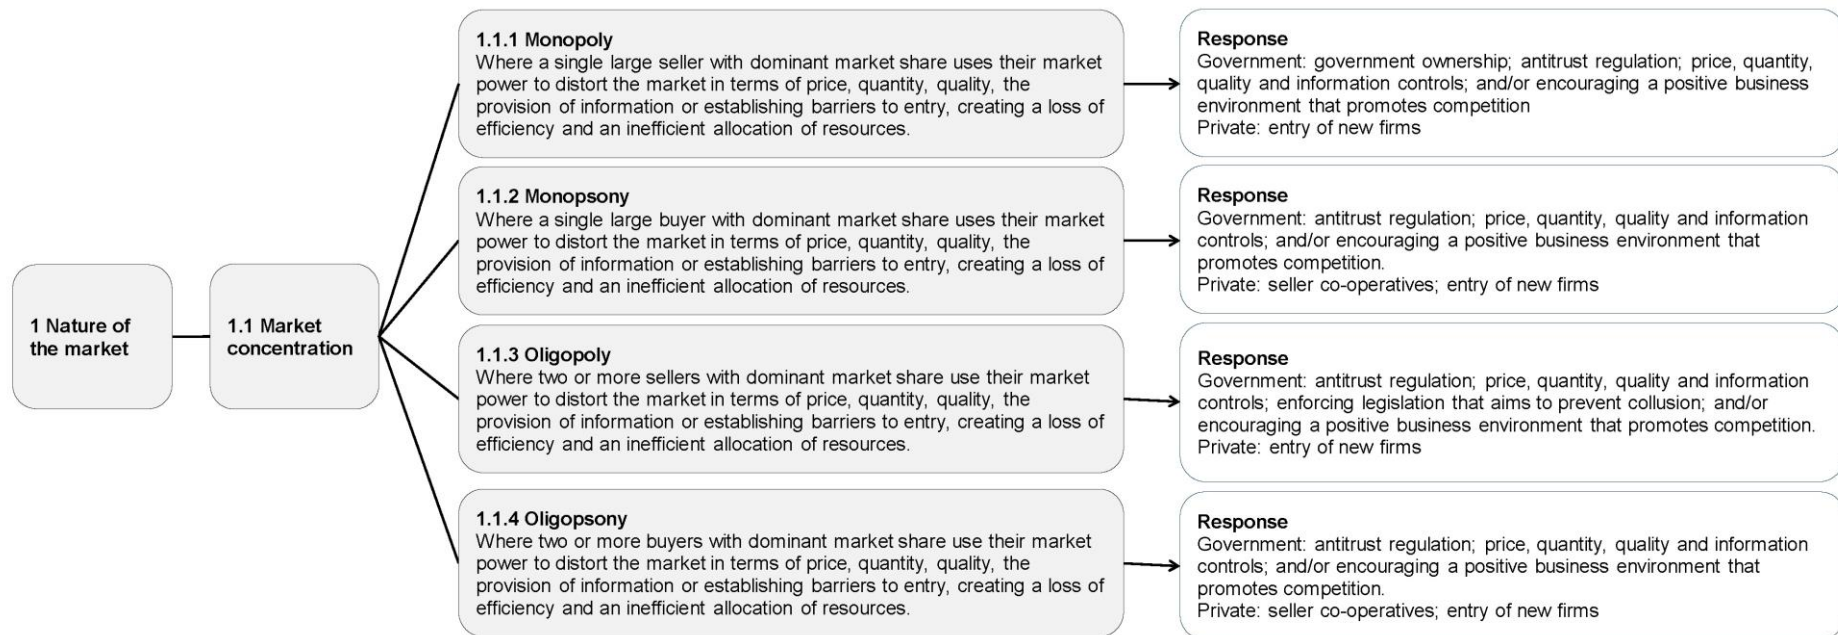 1 Nature of
the market
1.1 Market
concentration
1.1.1 Monopoly
Where a single large seller with dominant market share uses their market
power to distort the market in terms of price, quantity, quality, the
provision of information or establishing barriers to entry, creating a loss of
efficiency and an inefficient allocation of resources.
Response
Government: government ownership; antitrust regulation; price, quantity,
quality and information controls; and/or encouraging a positive business
environment that promotes competition
Private: entry of new firms
1.1.2 Monopsony
Where a single large buyer with dominant market share uses their market
power to distort the market in terms of price, quantity, quality, the
provision of information or establishing barriers to entry, creating a loss of
efficiency and an inefficient allocation of resources.
Response
Government: antitrust regulation; price, quantity, quality and information
controls; and/or encouraging a positive business environment that
promotes competition.
Private: seller co-operatives; entry of new firms
1.1.3 Oligopoly
Where two or more sellers with dominant market share use their market
power to distort the market in terms of price, quantity, quality, the
provision of information or establishing barriers to entry, creating a loss of
efficiency and an inefficient allocation of resources.
Response
Government: antitrust regulation; price, quantity, quality and information
controls; enforcing legislation that aims to prevent collusion; and/or
encouraging a positive business environment that promotes competition.
Private: entry of new firms
1.1.4 Oligopsony
Where two or more buyers with dominant market share use their market
power to distort the market in terms of price, quantity, quality, the
provision of information or establishing barriers to entry, creating a loss of
efficiency and an inefficient allocation of resources.
Response
Government: antitrust regulation; price, quantity, quality and information
controls; and/or encouraging a positive business environment that
promotes competition.
Private: seller co-operatives; entry of new firms